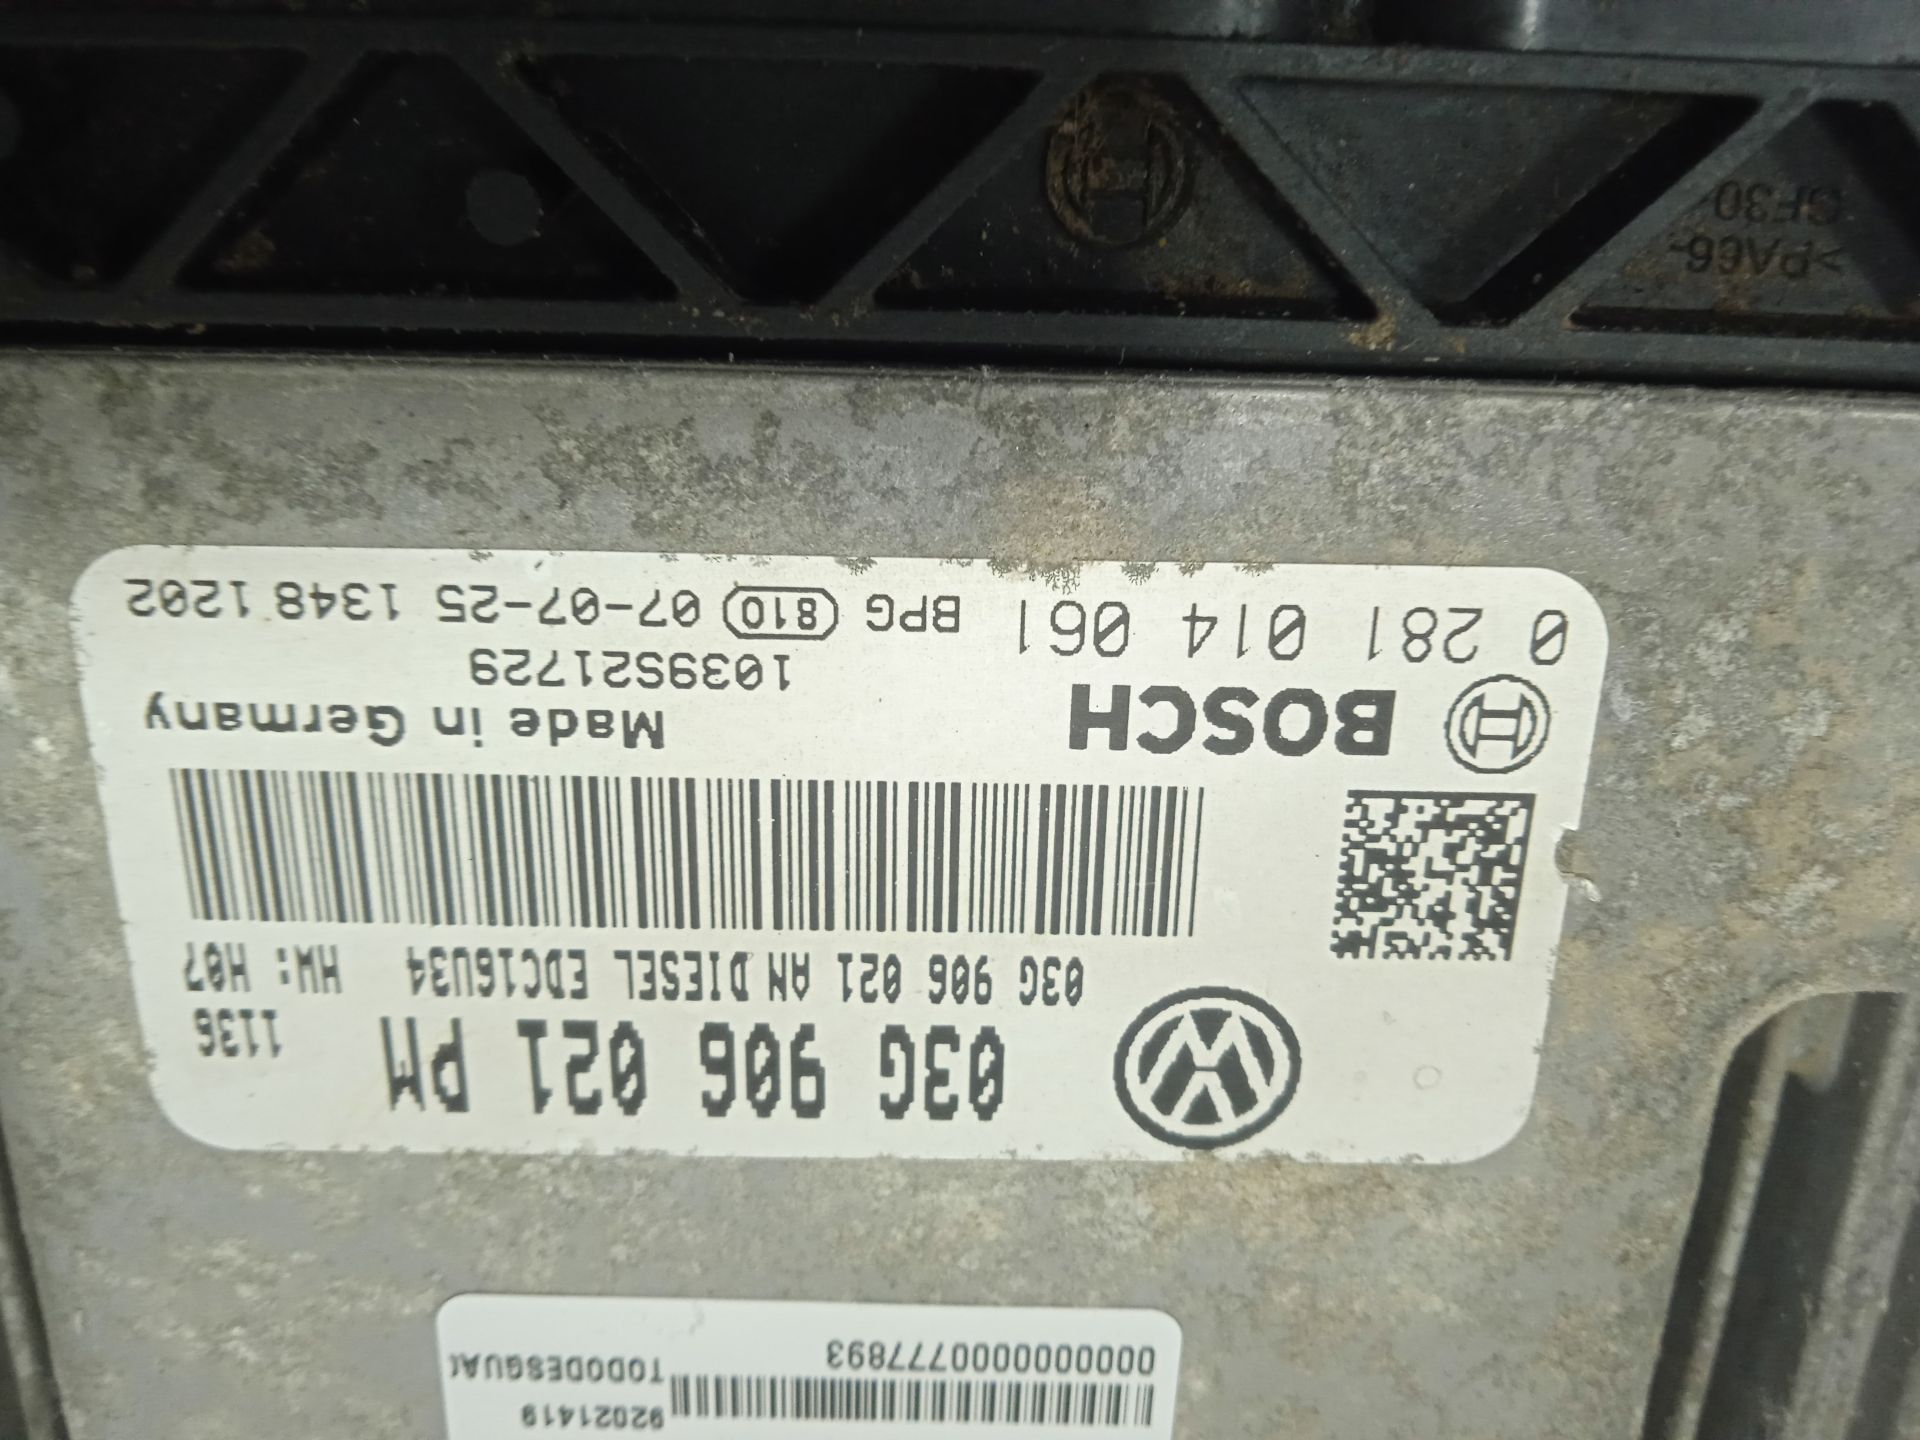 TODODESGUA
92021419
0000000000777893
03G 906 021 PM
1136
03G 906 021 AN DIESEL EDC16U34 HW: H07
BOSCH
Made in Germany
1039S21729
0 281 014 061 BPG 810 07-07-25 1348 1202
>PA66-
GF30